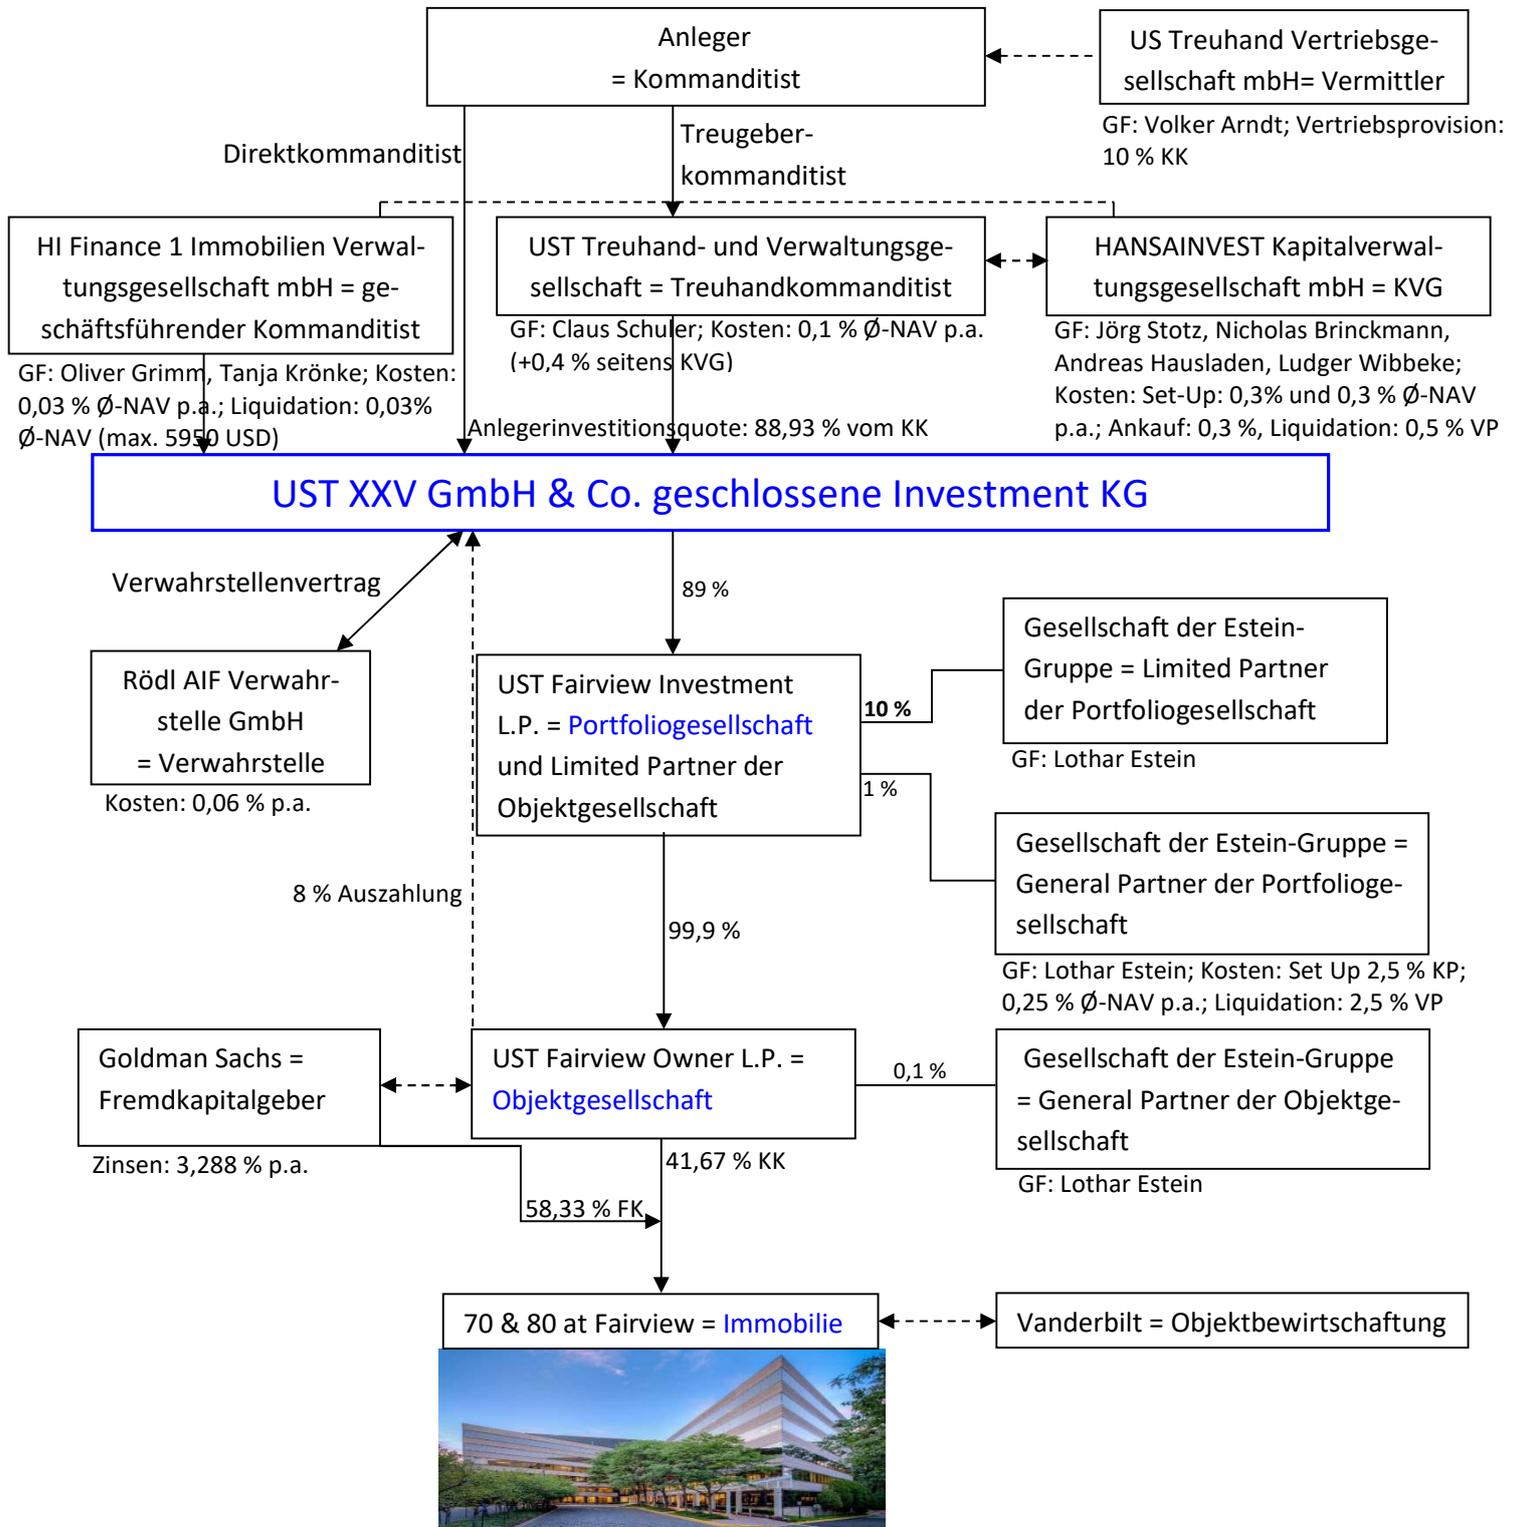 Anleger
= Kommanditist
US Treuhand Vertriebsge-
sellschaft mbH= Vermittler
GF: Volker Arndt; Vertriebsprovision:
10 % KK
Direktkommanditist
Treugeber-
kommanditist
HI Finance 1 Immobilien Verwal-
tungsgesellschaft mbH = ge-
schäftsführender Kommanditist
GF: Oliver Grimm, Tanja Krönke; Kosten:
0,03 % Ø-NAV p.a.; Liquidation: 0,03%
Ø-NAV (max. 5950 USD)
UST Treuhand- und Verwaltungsge-
sellschaft = Treuhandkommanditist
GF: Claus Schuler; Kosten: 0,1 % Ø-NAV p.a.
(+0,4 % seitens KVG)
HANSAINVEST Kapitalverwal-
tungsgesellschaft mbH = KVG
GF: Jörg Stotz, Nicholas Brinckmann,
Andreas Hausladen, Ludger Wibbeke;
Kosten: Set-Up: 0,3% und 0,3 % Ø-NAV
p.a.; Ankauf: 0,3 %, Liquidation: 0,5 % VP
Anlegerinvestitionsquote: 88,93 % vom KK
UST XXV GmbH & Co. geschlossene Investment KG
Verwahrstellenvertrag
89 %
Rödl AIF Verwahr-
stelle GmbH
= Verwahrstelle
Kosten: 0,06 % p.a.
UST Fairview Investment
L.P. = Portfoliogesellschaft
und Limited Partner der
Objektgesellschaft
10 %
1 %
Gesellschaft der Estein-
Gruppe = Limited Partner
der Portfoliogesellschaft
GF: Lothar Estein
Gesellschaft der Estein-Gruppe =
General Partner der Portfolioge-
sellschaft
GF: Lothar Estein; Kosten: Set Up 2,5 % KP;
0,25 % Ø-NAV p.a.; Liquidation: 2,5 % VP
8 % Auszahlung
99,9 %
Goldman Sachs =
Fremdkapitalgeber
Zinsen: 3,288 % p.a.
UST Fairview Owner L.P. =
Objektgesellschaft
0,1 %
Gesellschaft der Estein-Gruppe
= General Partner der Objektge-
sellschaft
GF: Lothar Estein
41,67 % KK
58,33 % FK
70 & 80 at Fairview = Immobilie
Vanderbilt = Objektbewirtschaftung